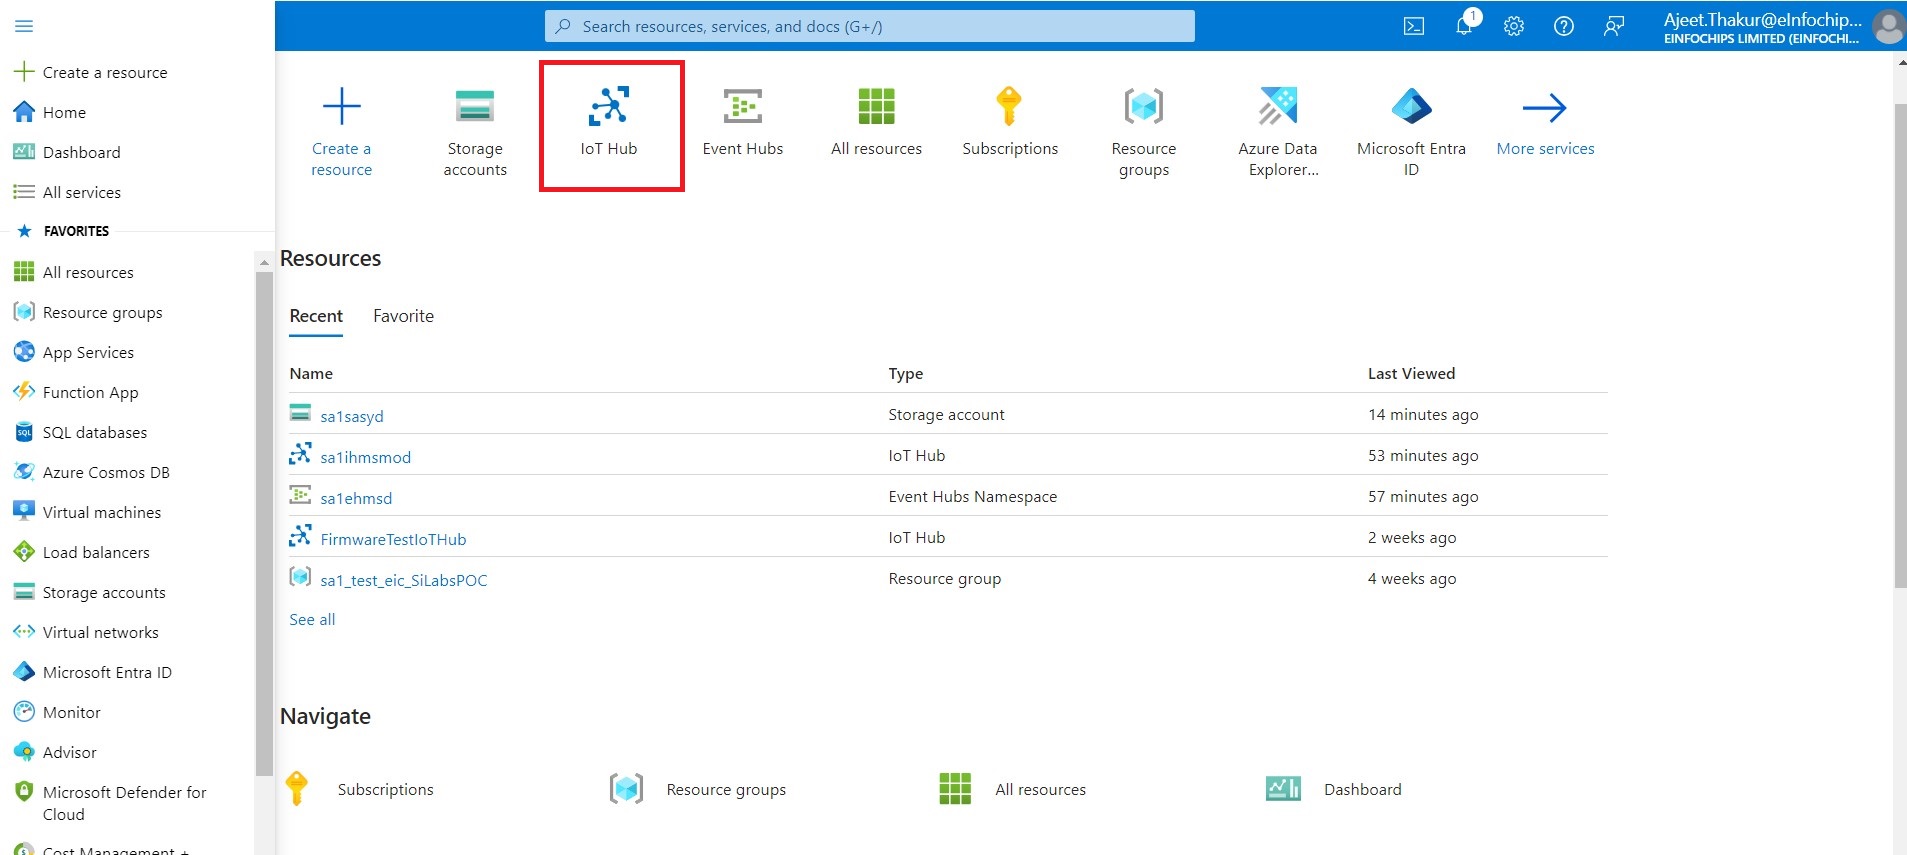 Search resources, services, and docs (G+/)
1
Ajeet.Thakur@eInfochip...
EINFOCHIPS LIMITED (EINFOCHI...
Create a resource
Home
Dashboard
All services
FAVORITES
All resources
Resource groups
App Services
Function App
SQL databases
Azure Cosmos DB
Virtual machines
Load balancers
Storage accounts
Virtual networks
Microsoft Entra ID
Monitor
Advisor
Microsoft Defender for
Cloud
Cost Management +
Create a
resource
Storage
accounts
IoT Hub
Event Hubs
All resources
Subscriptions
Resource
groups
Azure Data
Explorer...
Microsoft Entra
ID
More services
Resources
Recent Favorite
Name Type Last Viewed
sa1sasyd Storage account 14 minutes ago
sa1ihmsmod IoT Hub 53 minutes ago
sa1ehmsd Event Hubs Namespace 57 minutes ago
FirmwareTestIoTHub IoT Hub 2 weeks ago
sa1_test_eic_SiLabsPOC Resource group 4 weeks ago
See all
Navigate
Subscriptions Resource groups All resources Dashboard